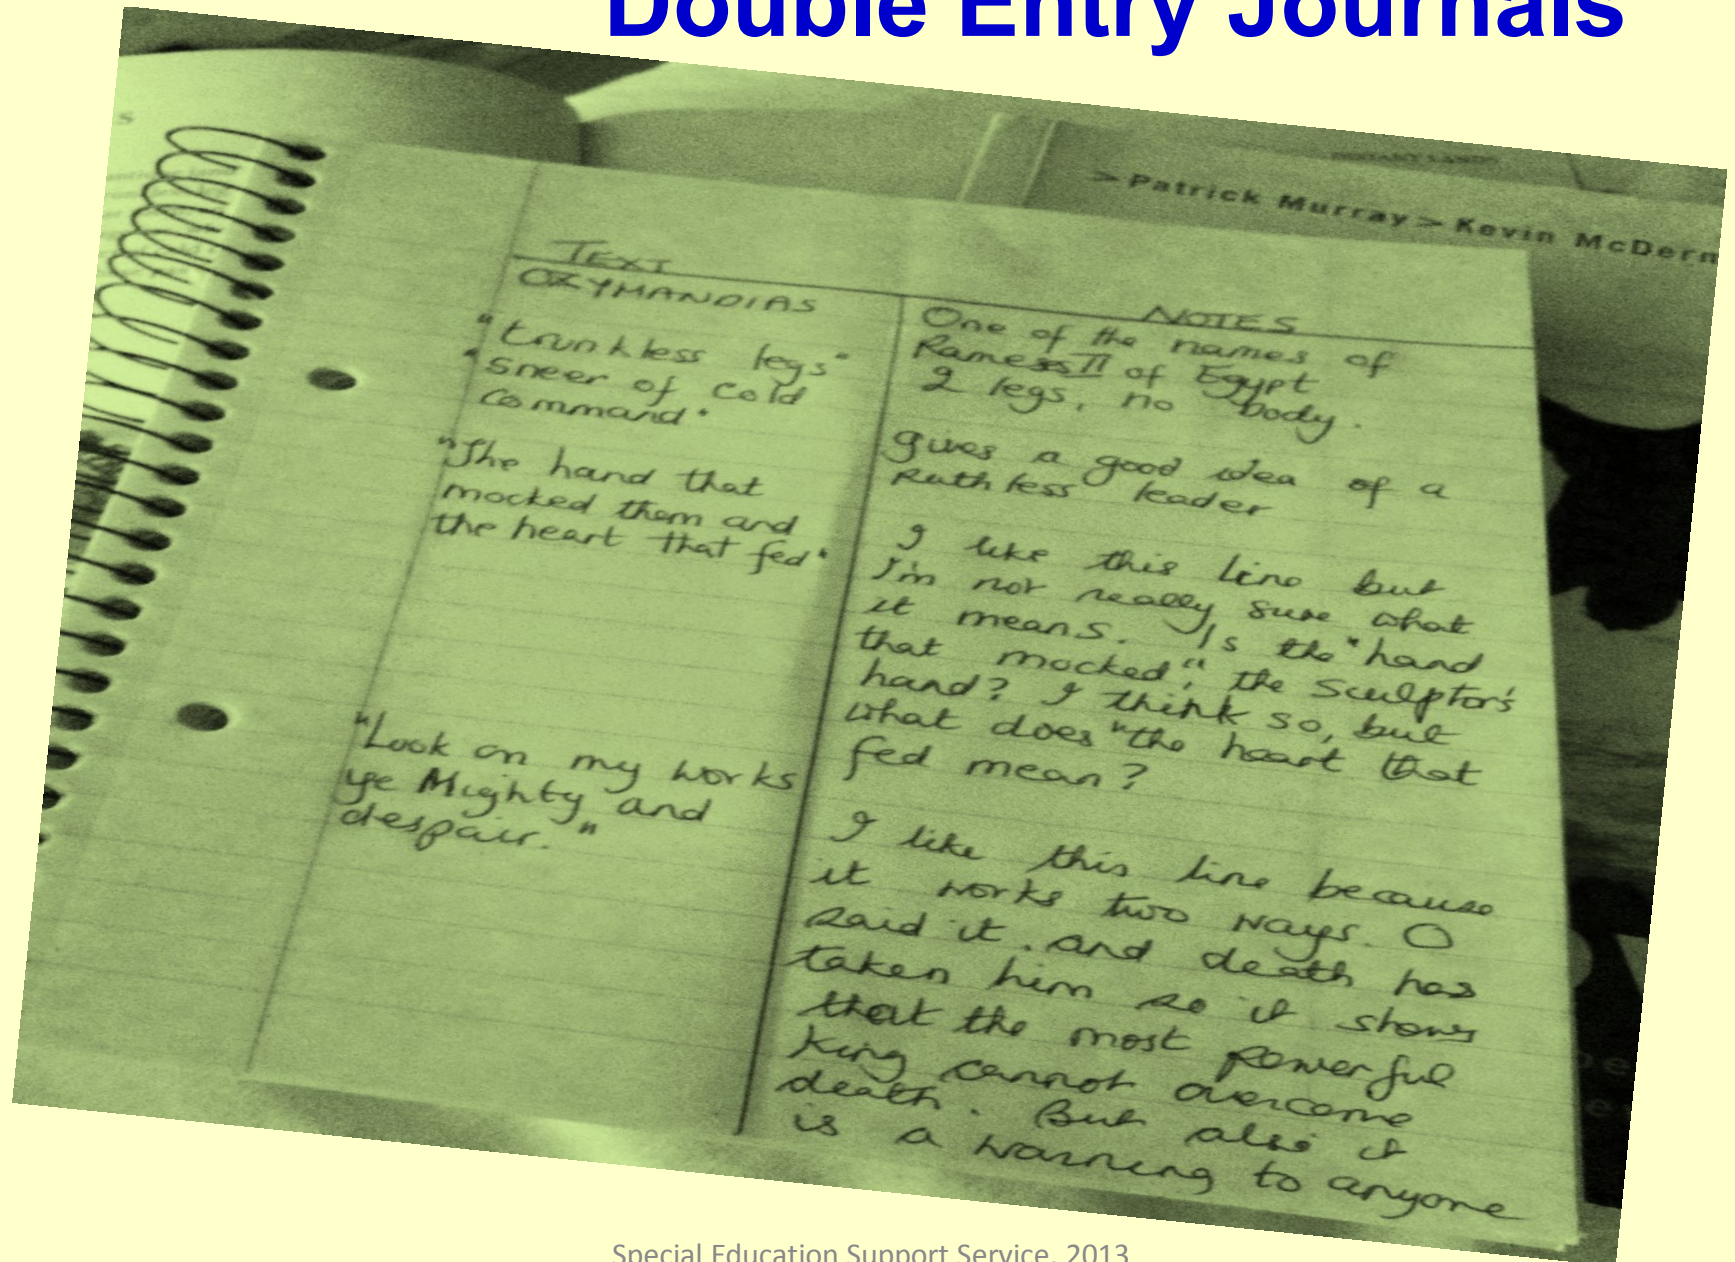 Double Entry Journals
s
> Patrick Murray > Kevin McDerm
TEXT
OZYMANDIAS
"trunkless legs"
"sneer of cold
command"
"The hand that
mocked them and
the heart that fed"
"Look on my works
ye Mighty and
despair."
NOTES
One of the names of
Ramesss II of Egypt
2 legs, no body.
gives a good idea of a
Ruthless leader
I like this line but
I'm not really sure what
it means. Is the "hand
that mocked," the sculptor's
hand? I think so, but
what does "the heart that
fed mean?
I like this line because
it works two ways. O
said it. and death has
taken him so it shows
that the most powerful
king cannot overcome
death. But also it
is a warning to anyone
Special Education Support Service, 2013